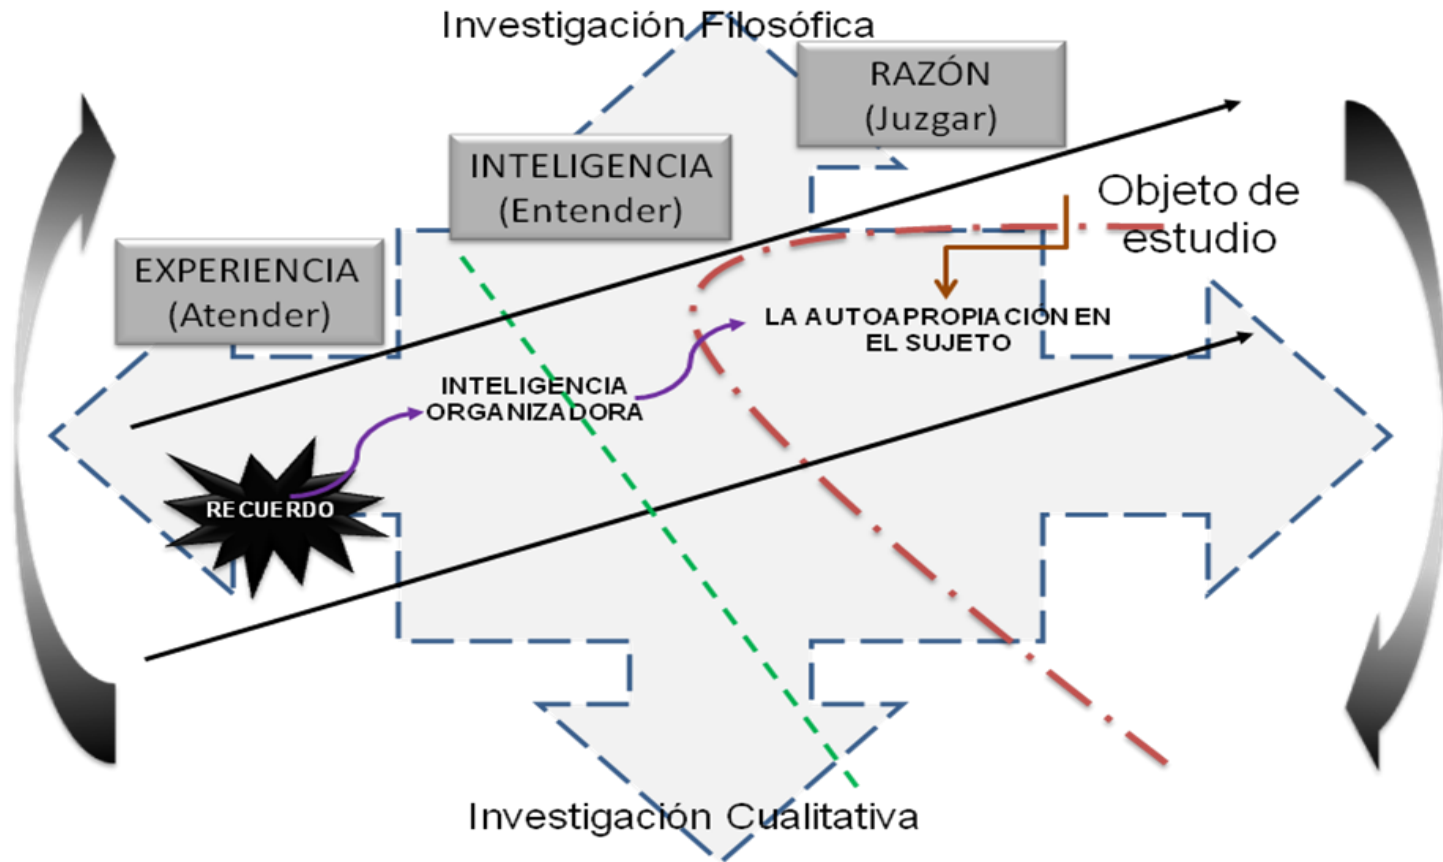 Investigación Filosófica
RAZÓN
(Juzgar)
INTELIGENCIA
(Entender)
Objeto de
estudio
EXPERIENCIA
(Atender)
LA AUTOAPROPIACIÓN EN
EL SUJETO
INTELIGENCIA
ORGANIZADORA
RECUERDO
Investigación Cualitativa